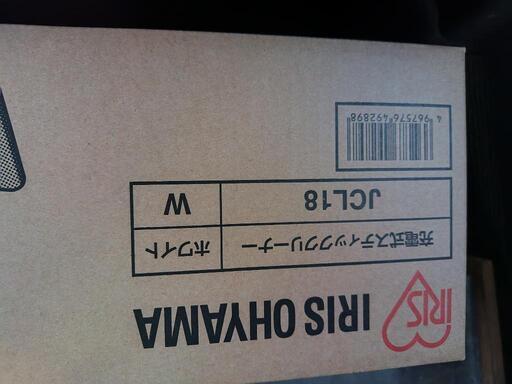 IRIS
IRIS OHYAMA
充電式スティッククリーナー ホワイト
JCL18 W
4 967576 492898